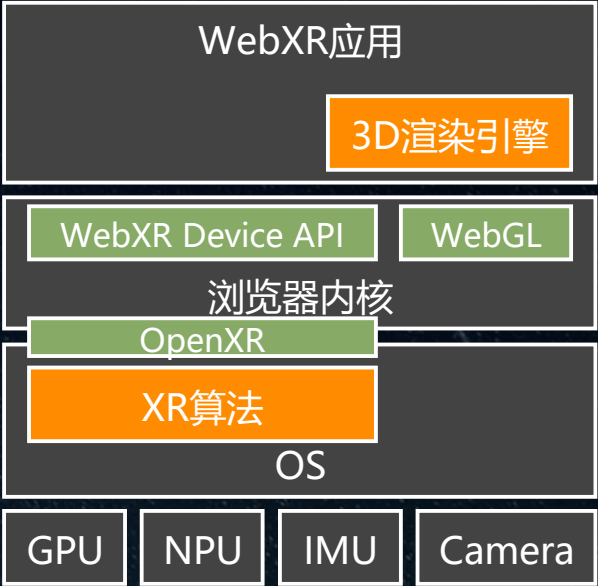 WebXR应用
3D渲染引擎
WebXR Device API
WebGL
浏览器内核
OpenXR
XR算法
OS
GPU
NPU
IMU
Camera